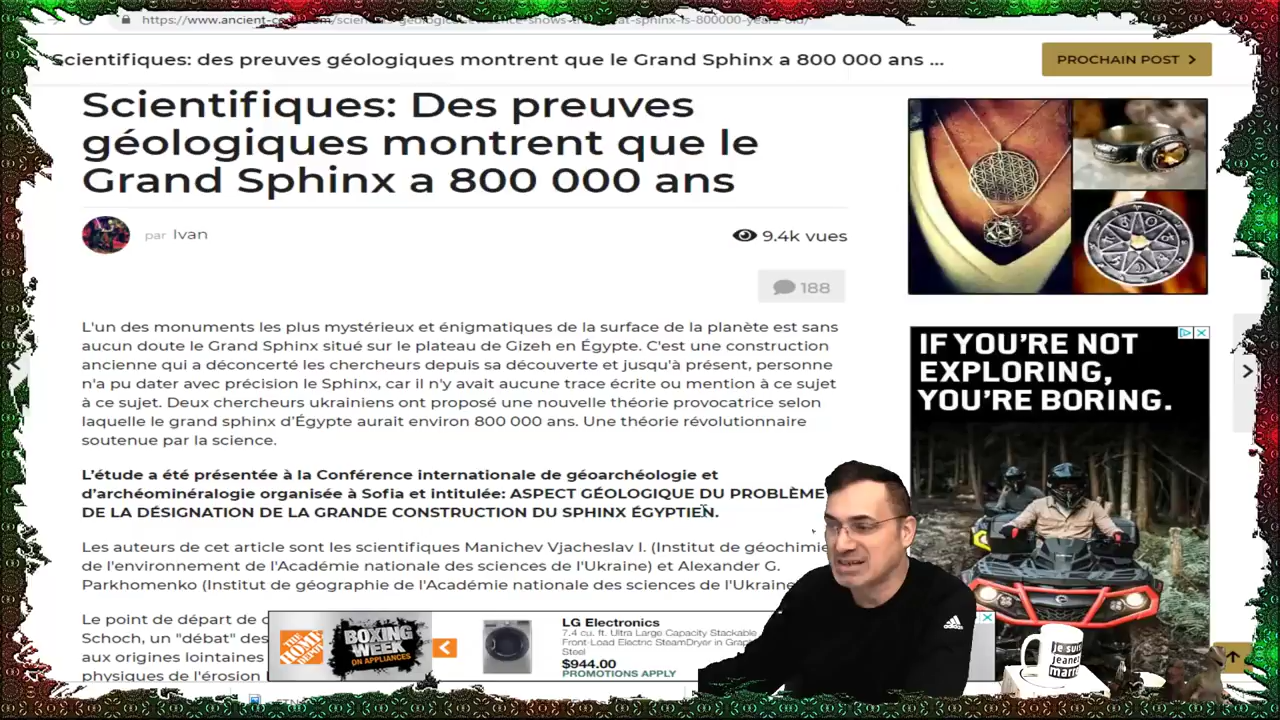 https://www.ancient-co
Scientifiques: des preuves géologiques montrent que le Grand Sphinx a 800 000 ans ...
PROCHAIN POST
Scientifiques: Des preuves
géologiques montrent que le
Grand Sphinx a 800 000 ans
par Ivan
9.4k vues
188
L'un des monuments les plus mystérieux et énigmatiques de la surface de la planète est sans
aucun doute le Grand Sphinx situé sur le plateau de Gizeh en Égypte. C'est une construction
ancienne qui a déconcerté les chercheurs depuis sa découverte et jusqu'à présent, personne
n'a pu dater avec précision le Sphinx, car il n'y avait aucune trace écrite ou mention à ce sujet
à ce sujet. Deux chercheurs ukrainiens ont proposé une nouvelle théorie provocatrice selon
laquelle le grand sphinx d'Égypte aurait environ 800 000 ans. Une théorie révolutionnaire
soutenue par la science.
L'étude a été présentée à la Conférence internationale de géoarchéologie et
d'archéominéralogie organisée à Sofia et intitulée: ASPECT GÉOLOGIQUE DU PROBLÈME
DE LA DÉSIGNATION DE LA GRANDE CONSTRUCTION DU SPHINX ÉGYPTIEN.
Les auteurs de cet article sont les scientifiques Manichev Vjacheslav I. (Institut de géochimie
de l'environnement de l'Académie nationale des sciences de l'Ukraine) et Alexander G.
Parkhomenko (Institut de géographie de l'Académie nationale des sciences de l'Ukraine
Le point de départ de
Schoch, un "débat" des
aux origines lointaines
physiques de l'érosion
IF YOU'RE NOT
EXPLORING,
YOU'RE BORING.
THE HOME DEPOT
BOXING
WEEK
ON APPLIANCES
LG Electronics
7.4 cu. ft. Ultra Large Capacity Stackable
Front-Load Electric SteamDryer in
Steel
$944.00
PROMOTIONS APPLY
adidas
je suis